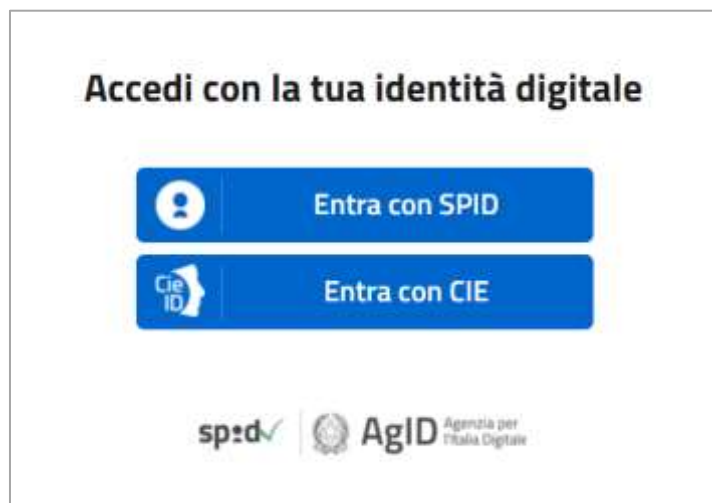 Accedi con la tua identità digitale
Entra con SPID
Cie
ID
Entra con CIE
spid
AgID
Agenzia per
l'Italia Digitale